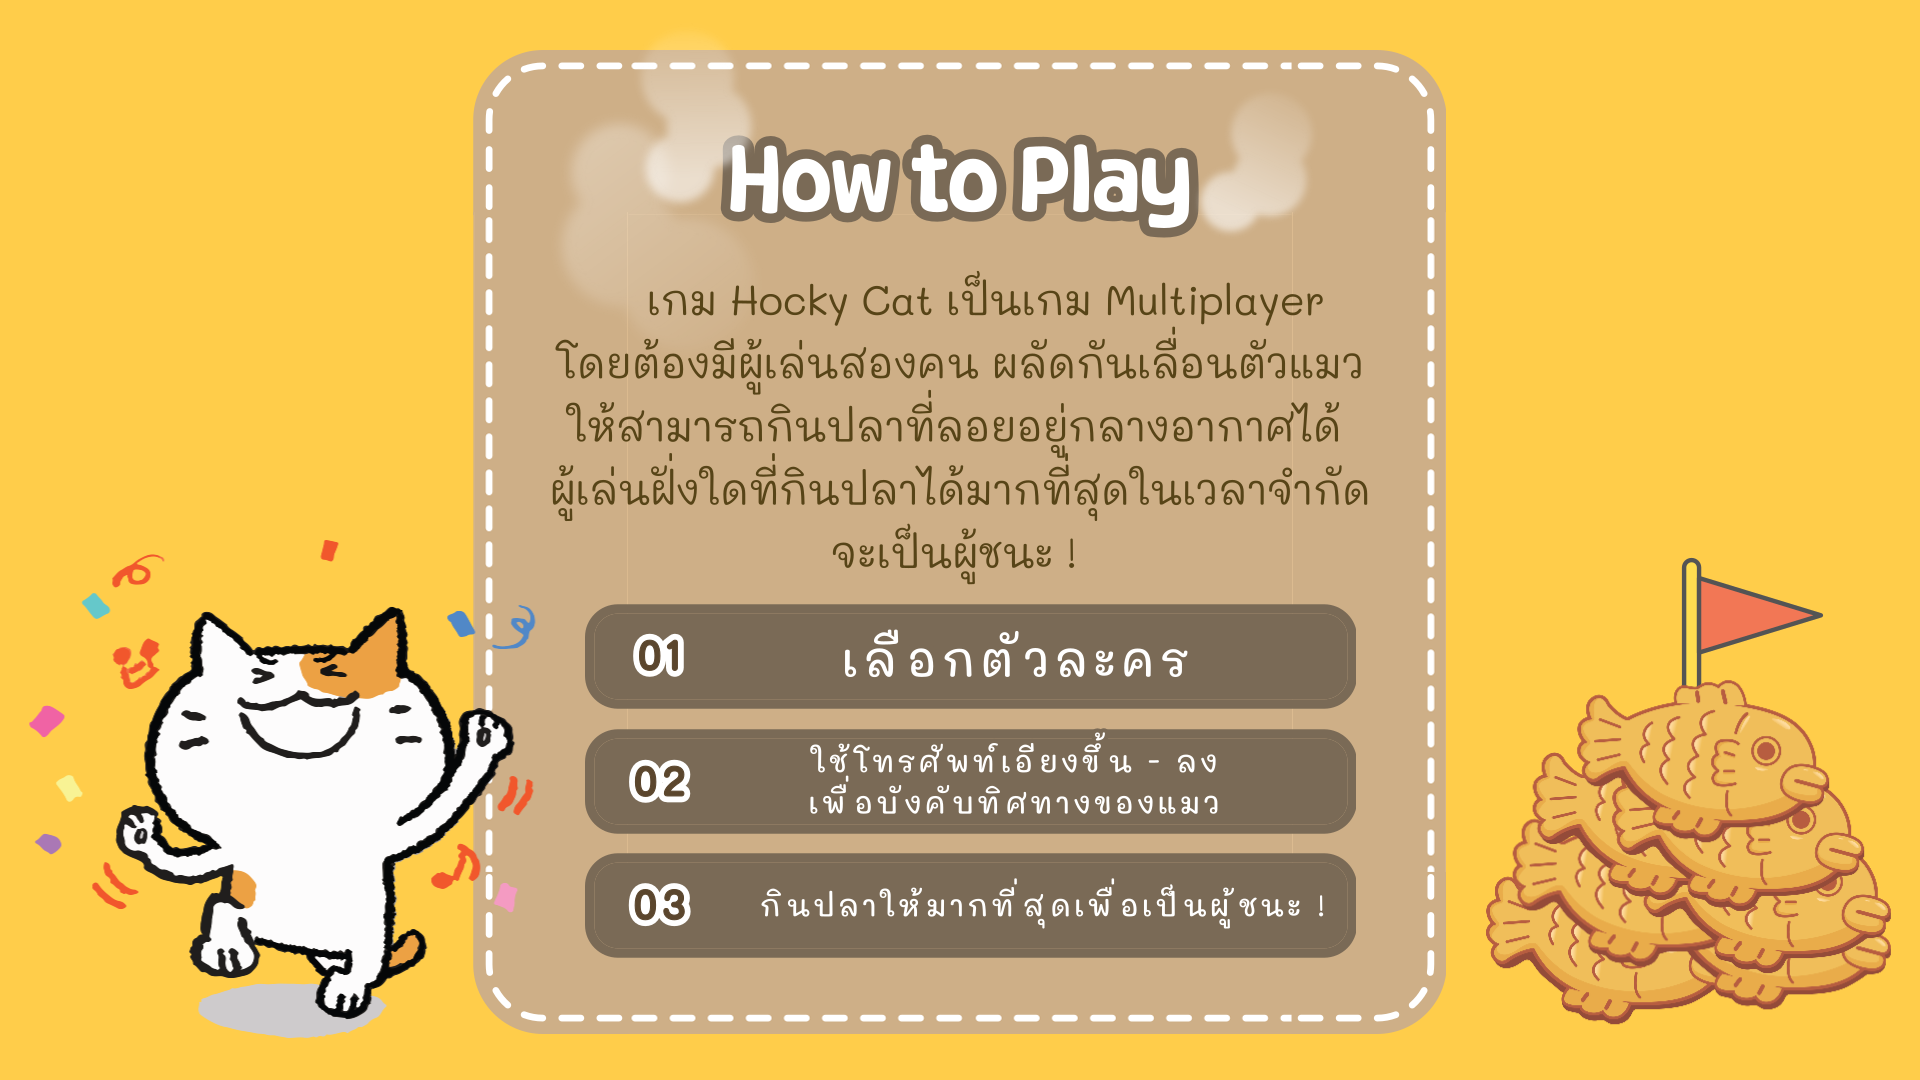 How to Play
เกม Hocky Cat เป็นเกม Multiplayer
โดยต้องมีผู้เล่นสองคน ผลัดกันเลื่อนตัวแมว
ให้สามารถกินปลาที่ลอยอยู่กลางอากาศได้
ผู้เล่นฝั่งใดที่กินปลาได้มากที่สุดในเวลาจำกัด
จะเป็นผู้ชนะ !
01 เลือกตัวละคร
02 ใช้โทรศัพท์เอียงขึ้น - ลง
เพื่อบังคับทิศทางของแมว
03 กินปลาให้มากที่สุดเพื่อเป็นผู้ชนะ !